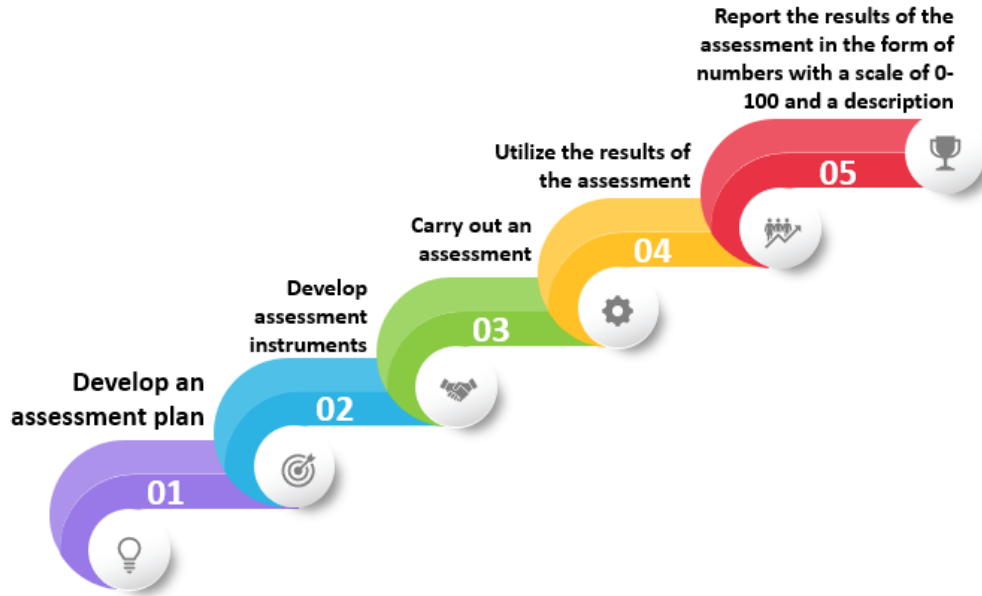 Develop an
assessment plan
01
Develop
assessment
instruments
02
Carry out an
assessment
03
Utilize the results of
the assessment
04
Report the results of the
assessment in the form of
numbers with a scale of 0-
100 and a description
05